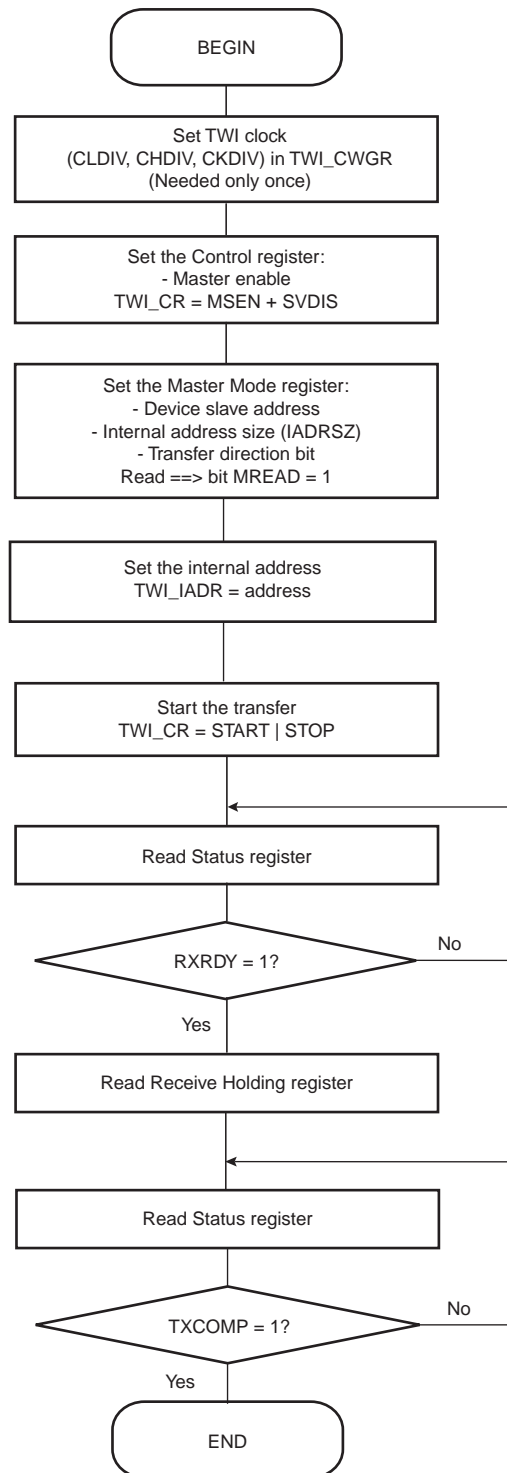 BEGIN
Set TWI clock
(CLDIV, CHDIV, CKDIV) in TWI_CWGR
(Needed only once)
Set the Control register:
- Master enable
TWI_CR = MSEN + SVDIS
Set the Master Mode register:
- Device slave address
- Internal address size (IADRSZ)
- Transfer direction bit
Read ==> bit MREAD = 1
Set the internal address
TWI_IADR = address
Start the transfer
TWI_CR = START | STOP
Read Status register
RXRDY = 1?
No
Yes
Read Receive Holding register
Read Status register
TXCOMP = 1?
No
Yes
END